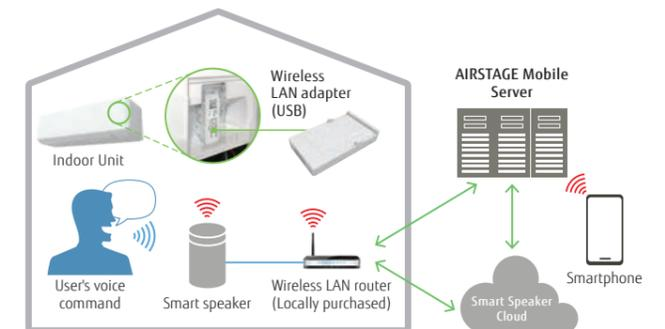 Wireless
LAN adapter
(USB)
AIRSTAGE Mobile
Server
Indoor Unit
User's voice
command
Smart speaker
Wireless LAN router
(Locally purchased)
Smartphone
Smart Speaker
Cloud